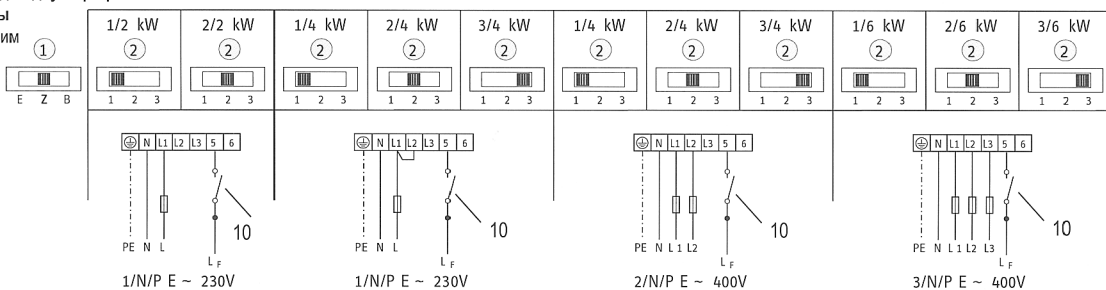 ы
им
1/2 kW 2/2 kW 1/4 kW 2/4 kW 3/4 kW 1/4 kW 2/4 kW 3/4 kW 1/6 kW 2/6 kW 3/6 kW
1 2 2 2 2 2 2 2 2 2 2 2
E Z B 1 2 3 1 2 3 1 2 3 1 2 3 1 2 3 1 2 3 1 2 3 1 2 3 1 2 3 1 2 3 1 2 3
N L1 L2 L3 5 6 N L1 L2 L3 5 6 N L1 L2 L3 5 6 N L1 L2 L3 5 6
10 10 10 10
PE N L PE N L PE N L1 L2 PE N L1 L2 L3
LF LF LF LF
1/N/P E ~ 230V 1/N/P E ~ 230V 2/N/P E ~ 400V 3/N/P E ~ 400V